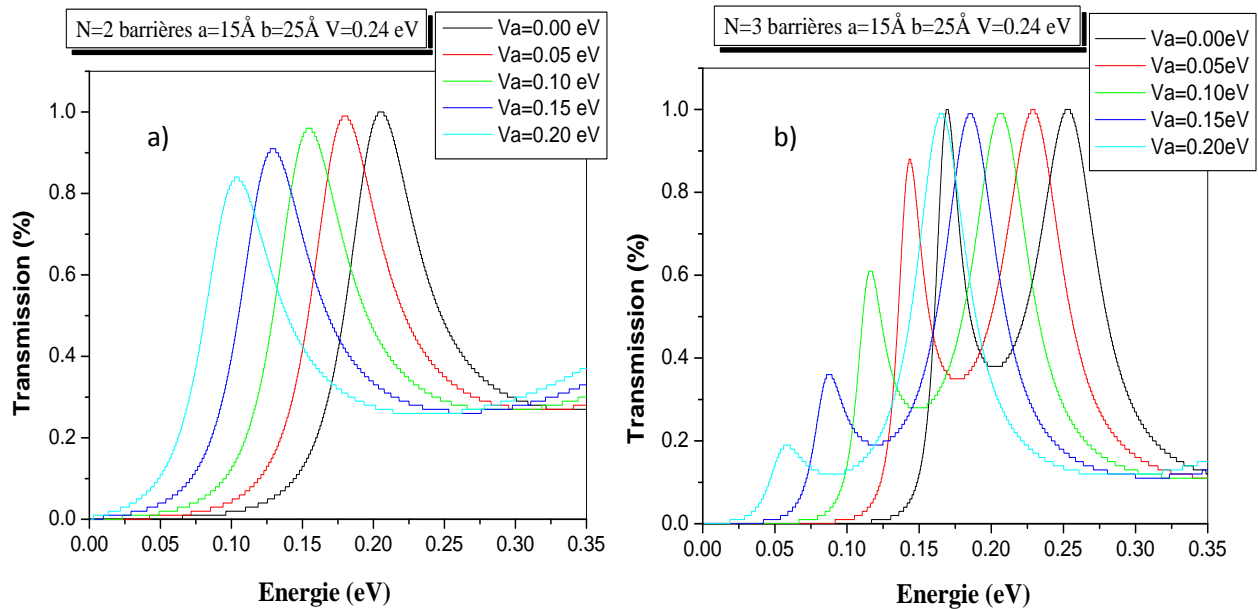 N=2 barrières a=15Å b=25Å V=0.24 eV
Va=0.00 eV
Va=0.05 eV
Va=0.10 eV
Va=0.15 eV
Va=0.20 eV
a)
Transmission (%)
1.0
0.8
0.6
0.4
0.2
0.0
0.00 0.05 0.10 0.15 0.20 0.25 0.30 0.35
Energie (eV)
N=3 barrières a=15Å b=25Å V=0.24 eV
Va=0.00eV
Va=0.05eV
Va=0.10eV
Va=0.15eV
Va=0.20eV
b)
Transmission (%)
1.0
0.8
0.6
0.4
0.2
0.0
0.00 0.05 0.10 0.15 0.20 0.25 0.30 0.35
Energie (eV)